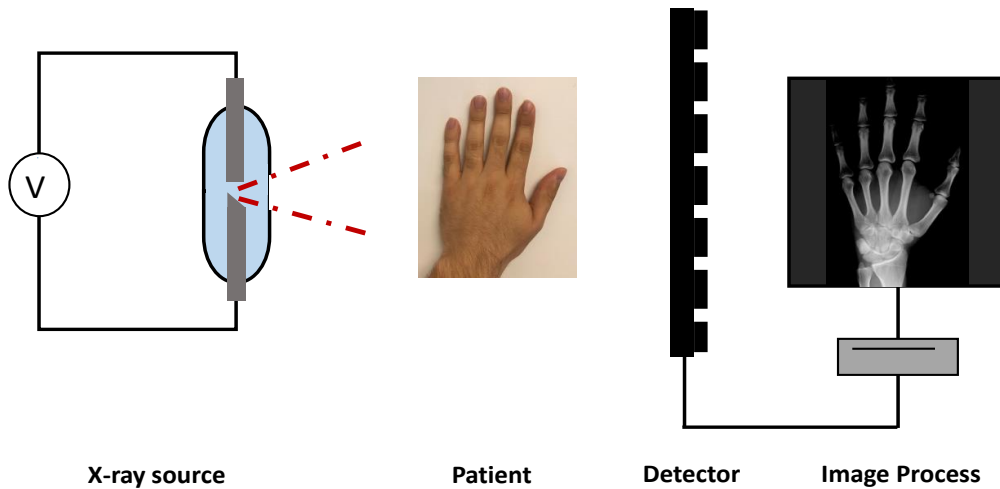 V
X-ray source
Patient
Detector
Image Process